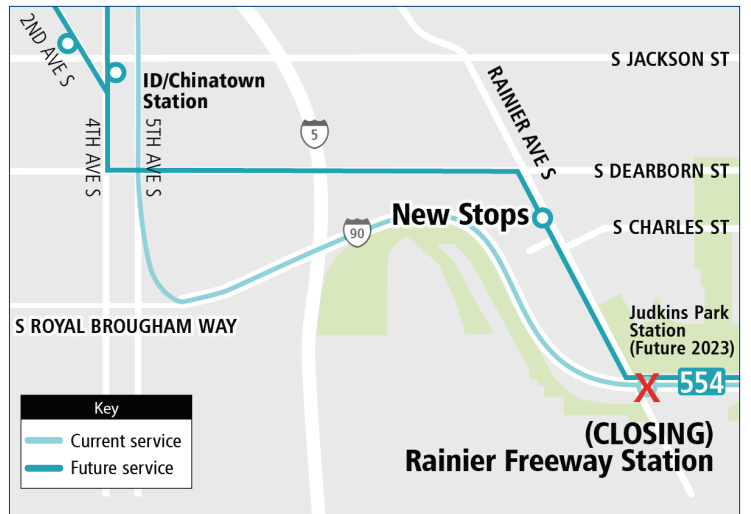 2ND AVE S
ID/Chinatown
Station
4TH AVE S
5TH AVE S
5
RAINIER AVE S
S JACKSON ST
S DEARBORN ST
New Stops
S CHARLES ST
90
S ROYAL BROUGHAM WAY
Judkins Park
Station
(Future 2023)
X
554
(CLOSING)
Rainier Freeway Station
Key
Current service
Future service